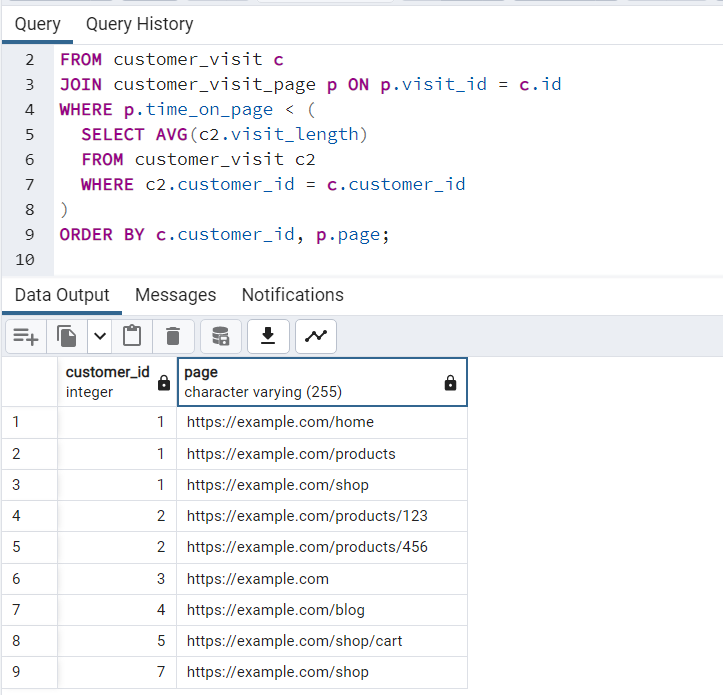 Query Query History
2 FROM customer_visit c
3 JOIN customer_visit_page p ON p.visit_id = c.id
4 WHERE p.time_on_page < (
5 SELECT AVG(c2.visit_length)
6 FROM customer_visit c2
7 WHERE c2.customer_id = c.customer_id
8 )
9 ORDER BY c.customer_id, p.page;
10
Data Output Messages Notifications
customer_id page
integer character varying (255)
1 1 https://example.com/home
2 1 https://example.com/products
3 1 https://example.com/shop
4 2 https://example.com/products/123
5 2 https://example.com/products/456
6 3 https://example.com
7 4 https://example.com/blog
8 5 https://example.com/shop/cart
9 7 https://example.com/shop